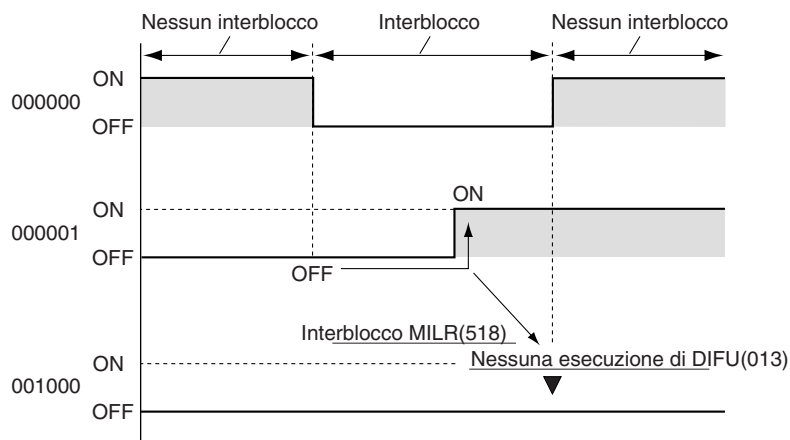 Nessun interblocco
Interblocco
Nessun interblocco
ON
000000
OFF
ON
ON
000001
OFF
OFF
Interblocco MILR(518)
Nessuna esecuzione di DIFU(013)
ON
001000
OFF